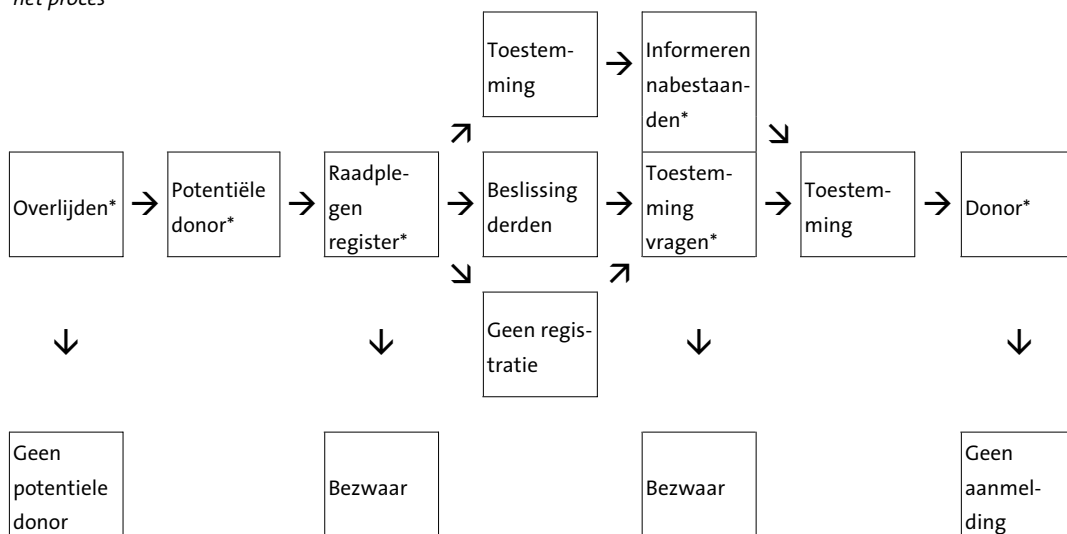 het proces
Toestem-
ming
→
Informeren
nabestaan-
den*
↗
↘
Overlijden*
→
Potentiële
donor*
→
Raadple-
gen
register*
→
Beslissing
derden
→
Toestem-
ming
vragen*
→
Toestem-
ming
→
Donor*
↘
↗
Geen regis-
tratie
↓
↓
↓
↓
Geen
potentiele
donor
Bezwaar
Bezwaar
Geen
aanmel-
ding